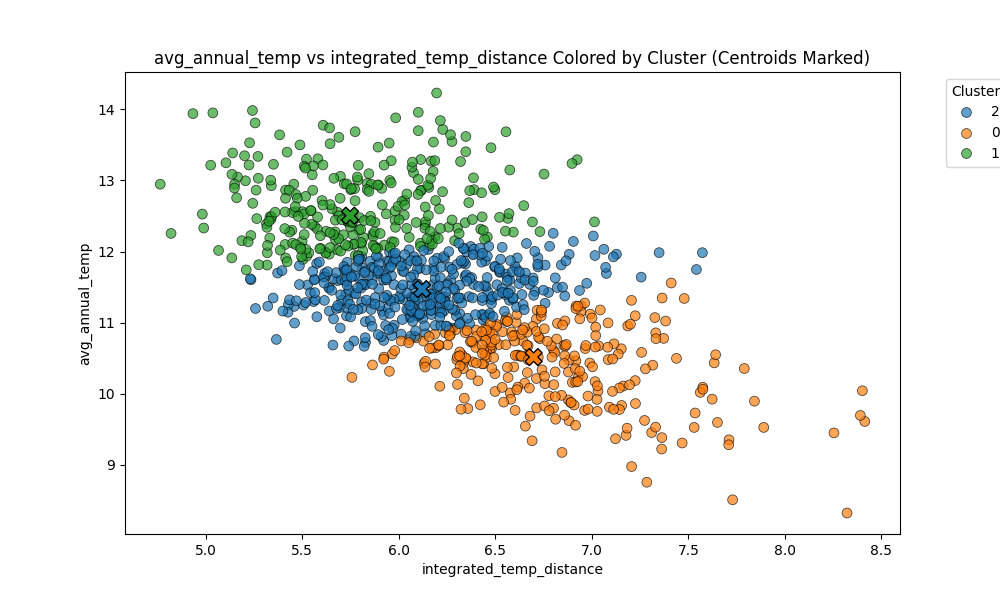 avg_annual_temp vs integrated_temp_distance Colored by Cluster (Centroids Marked)
Cluster
2
0
1
avg_annual_temp
14
13
12
11
10
9
5.0 5.5 6.0 6.5 7.0 7.5 8.0 8.5
integrated_temp_distance